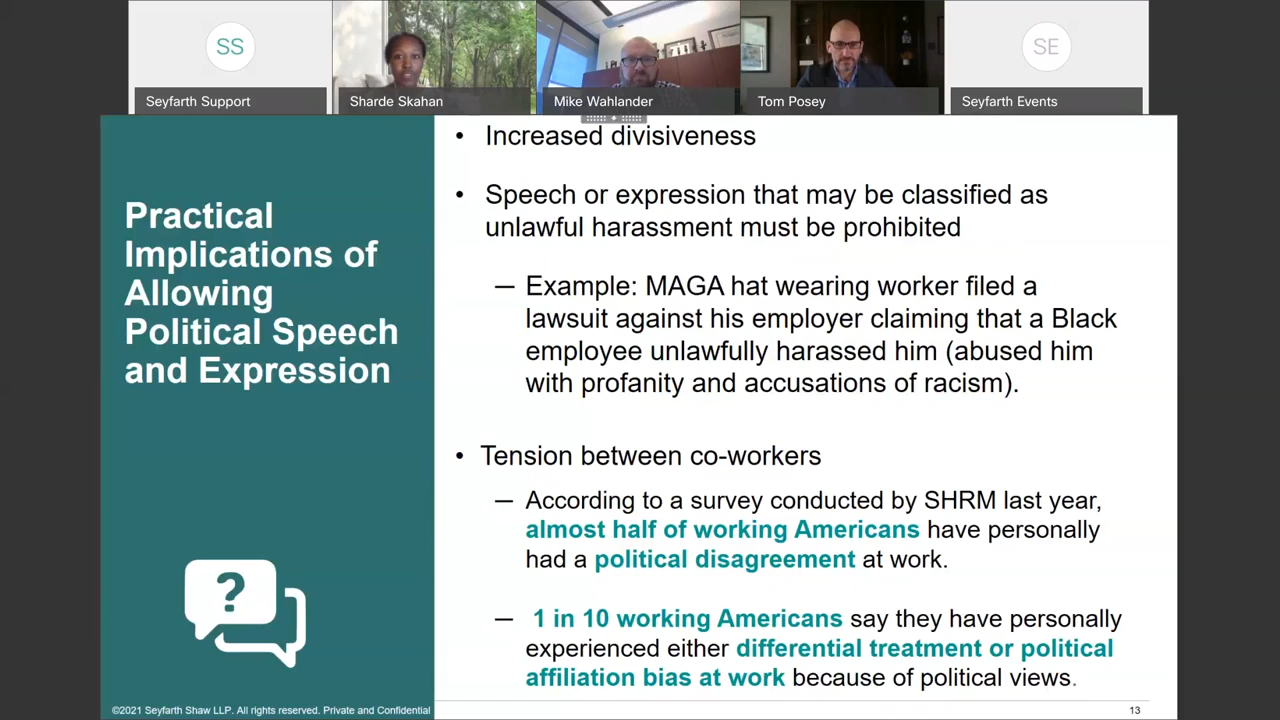 SS
SE
Seyfarth Support
Sharde Skahan
Mike Wahlander
Tom Posey
Seyfarth Events
Practical
Implications of
Allowing
Political Speech
and Expression
?
• Increased divisiveness
• Speech or expression that may be classified as
unlawful harassment must be prohibited
— Example: MAGA hat wearing worker filed a
lawsuit against his employer claiming that a Black
employee unlawfully harassed him (abused him
with profanity and accusations of racism).
• Tension between co-workers
— According to a survey conducted by SHRM last year,
almost half of working Americans have personally
had a political disagreement at work.
— 1 in 10 working Americans say they have personally
experienced either differential treatment or political
affiliation bias at work because of political views.
©2021 Seyfarth Shaw LLP. All rights reserved. Private and Confidential
13